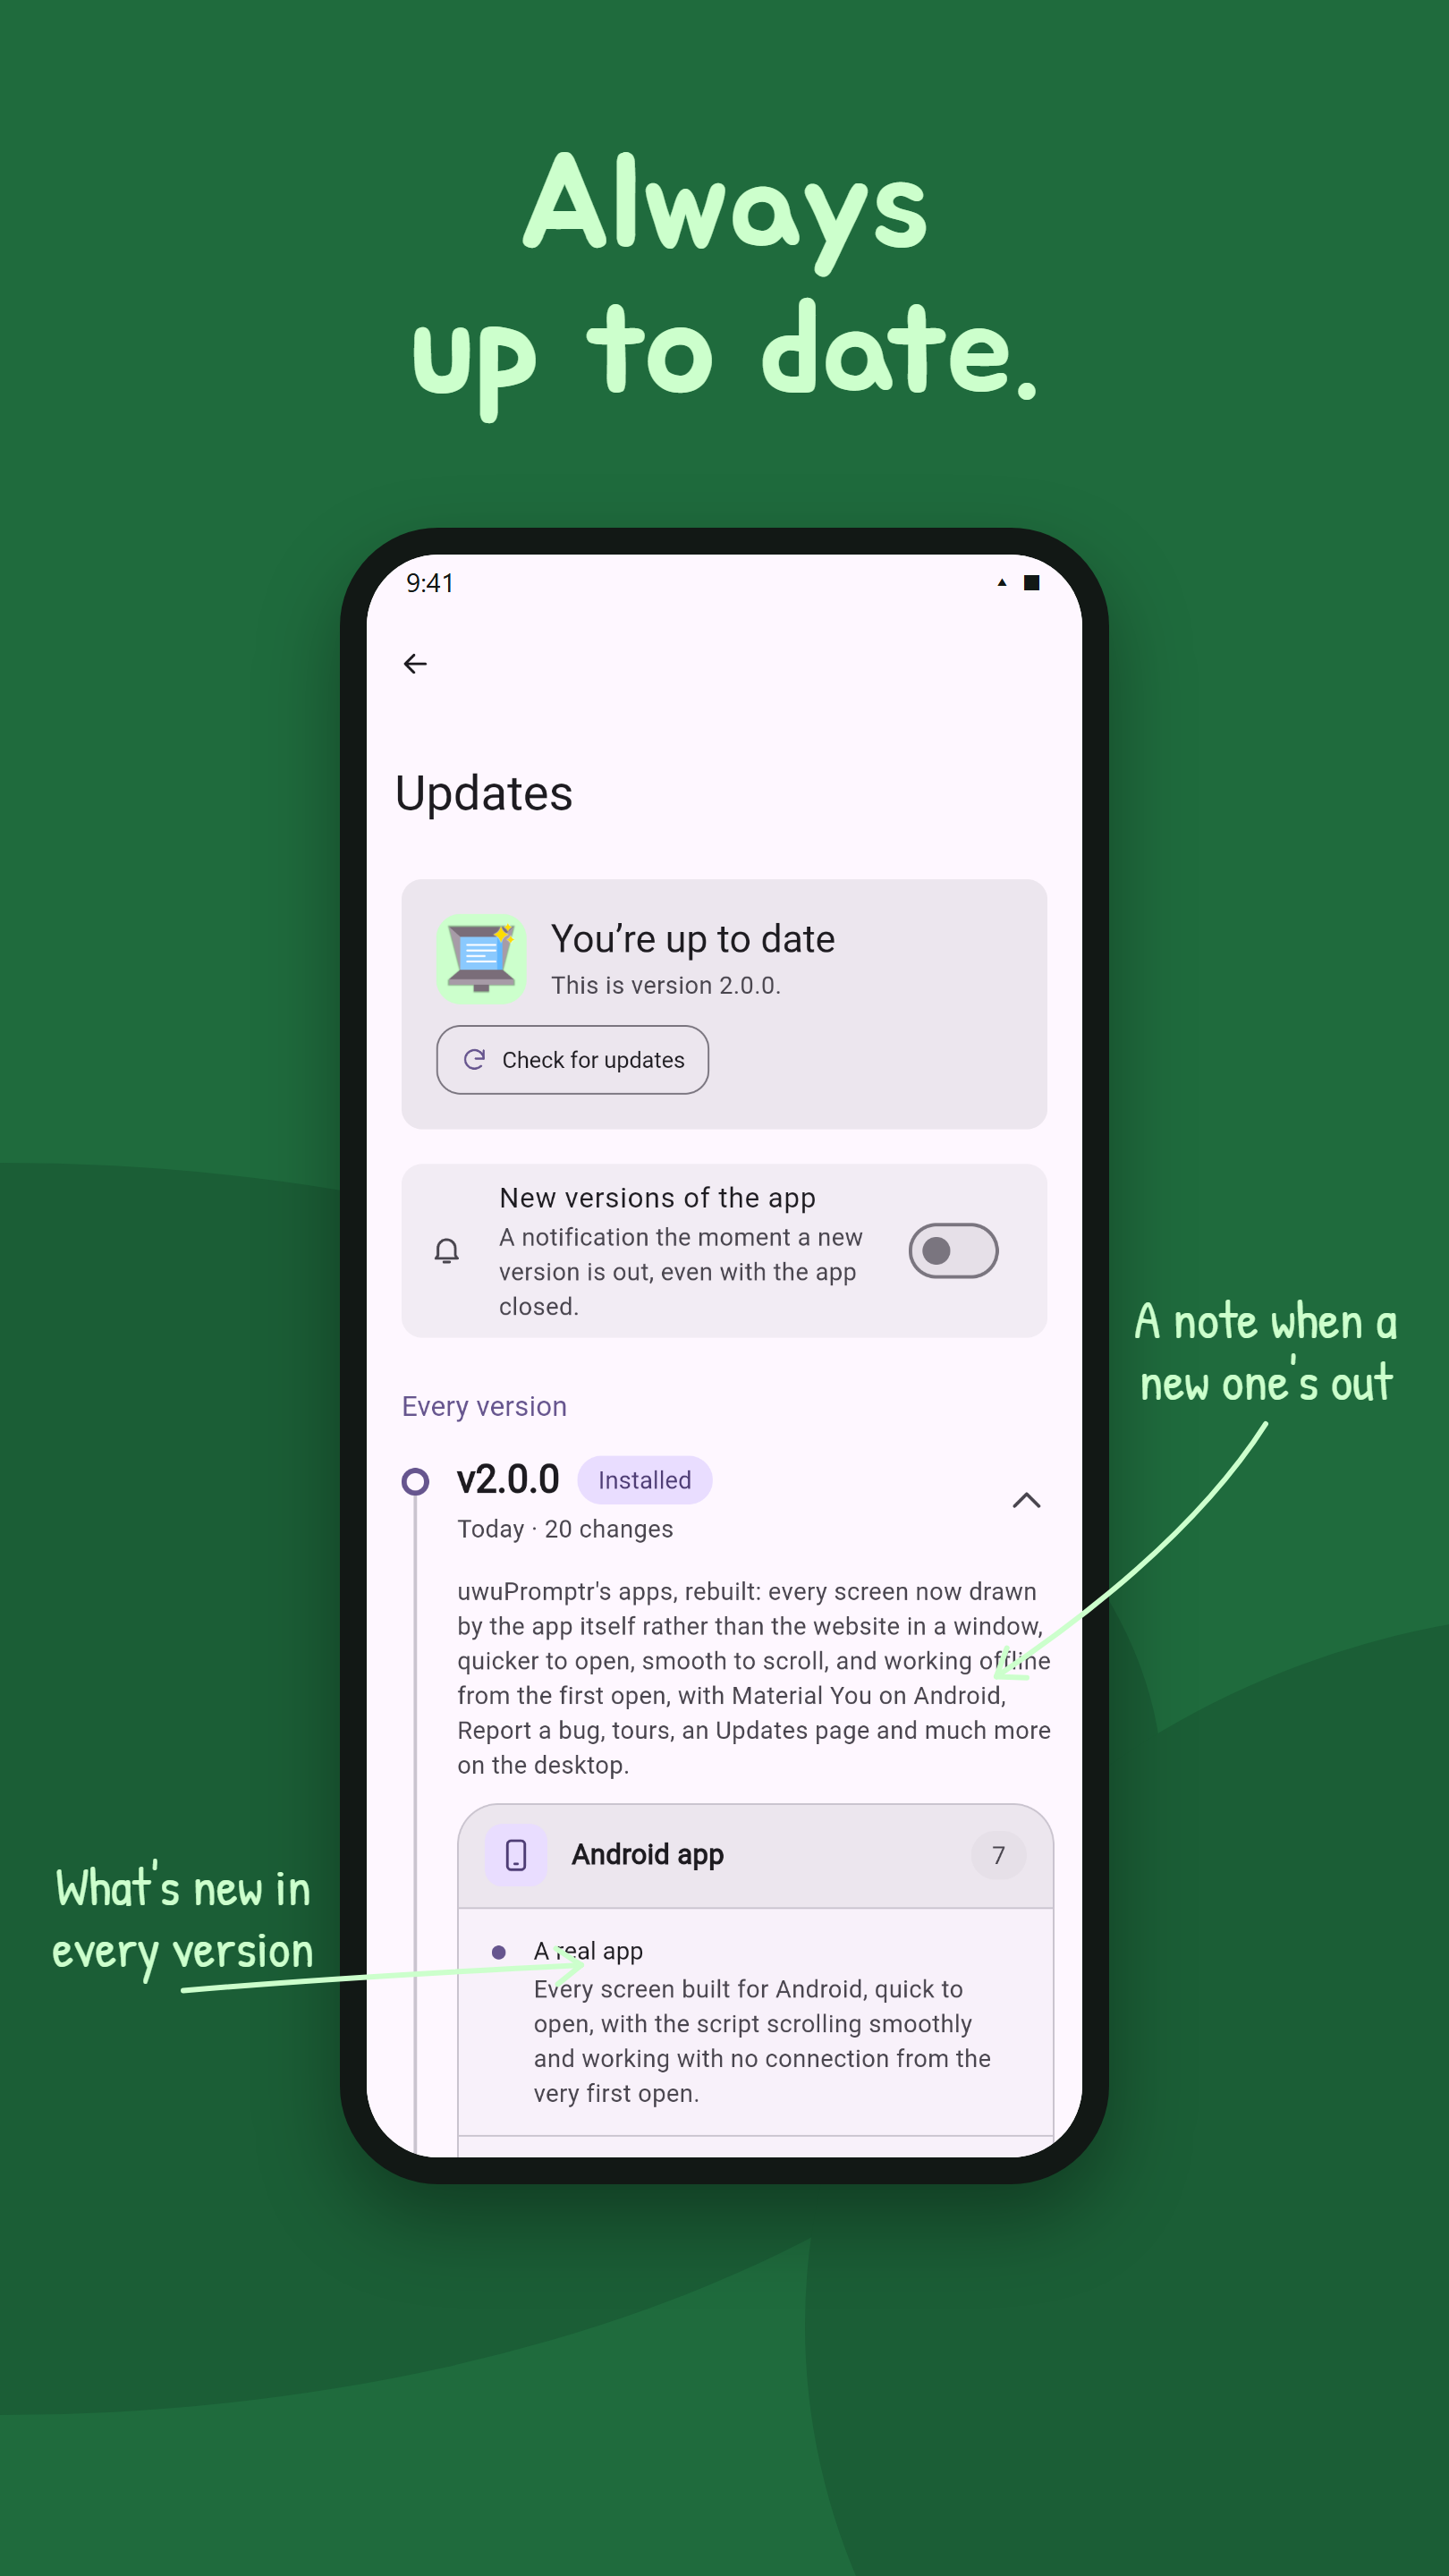 Always
up to date.
9:41
Updates
You’re up to date
This is version 2.0.0.
Check for updates
New versions of the app
A notification the moment a new
version is out, even with the app
closed.
A note when a
new one's out
Every version
v2.0.0 Installed
Today · 20 changes
uwuPromptr's apps, rebuilt: every screen now drawn
by the app itself rather than the website in a window,
quicker to open, smooth to scroll, and working offline
from the first open, with Material You on Android,
Report a bug, tours, an Updates page and much more
on the desktop.
Android app 7
What's new in
every version
A real app
Every screen built for Android, quick to
open, with the script scrolling smoothly
and working with no connection from the
very first open.